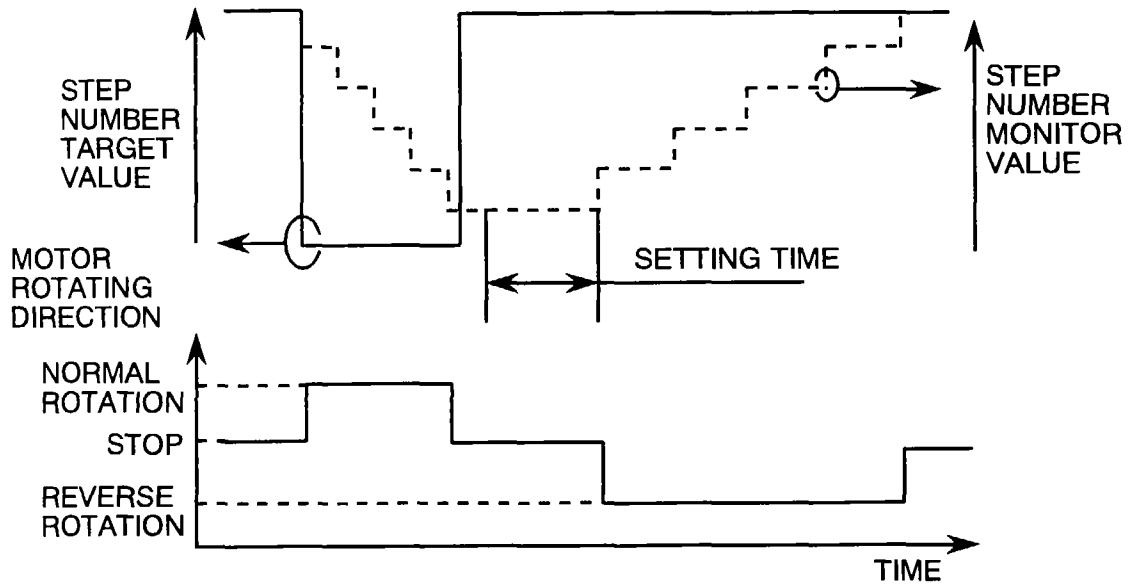 STEP
NUMBER
TARGET
VALUE
STEP
NUMBER
MONITOR
VALUE
SETTING TIME
MOTOR
ROTATING
DIRECTION
NORMAL
ROTATION
STOP
REVERSE
ROTATION
TIME